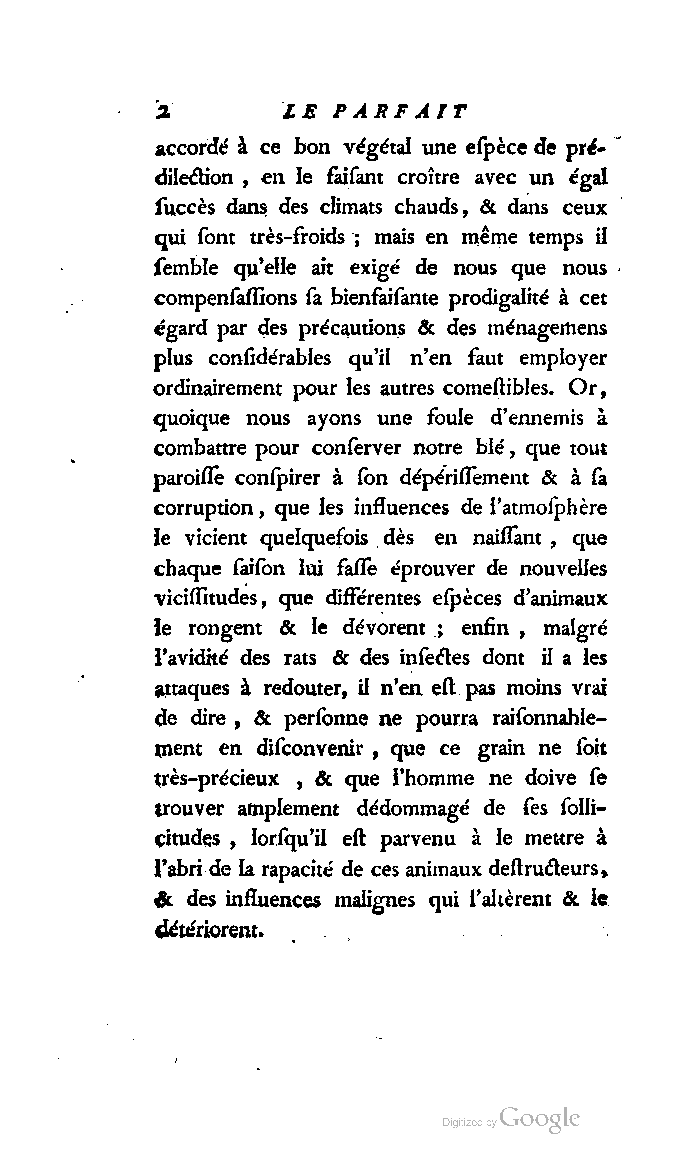 2 LE PARFAIT
accordé à ce bon végétal une eſpèce de pré-
dilection , en le faiſant croître avec un égal
ſuccès dans des climats chauds, & dans ceux
qui ſont très-froids ; mais en même temps il
ſemble qu'elle ait exigé de nous que nous
compenſaſſions ſa bienfaiſante prodigalité à cet
égard par des précautions & des ménagemens
plus conſidérables qu'il n'en faut employer
ordinairement pour les autres comeſtibles. Or,
quoique nous ayons une foule d'ennemis à
combattre pour conſerver notre blé, que tout
paroiſſe conſpirer à ſon dépériſſement & à ſa
corruption, que les influences de l'atmoſphère
le vicient quelquefois dès en naiſſant , que
chaque ſaiſon lui faſſe éprouver de nouvelles
viciſſitudes, que différentes eſpèces d'animaux
le rongent & le dévorent ; enfin , malgré
l'avidité des rats & des inſectes dont il a les
attaques à redouter, il n'en eſt pas moins vrai
de dire , & perſonne ne pourra raiſonnable-
ment en diſconvenir , que ce grain ne ſoit
très-précieux , & que l'homme ne doive ſe
trouver amplement dédommagé de ſes ſolli-
citudes , lorſqu'il eſt parvenu à le mettre à
l'abri de la rapacité de ces animaux deſtructeurs,
& des influences malignes qui l'altèrent & le
détériorent.
Digitized by Google